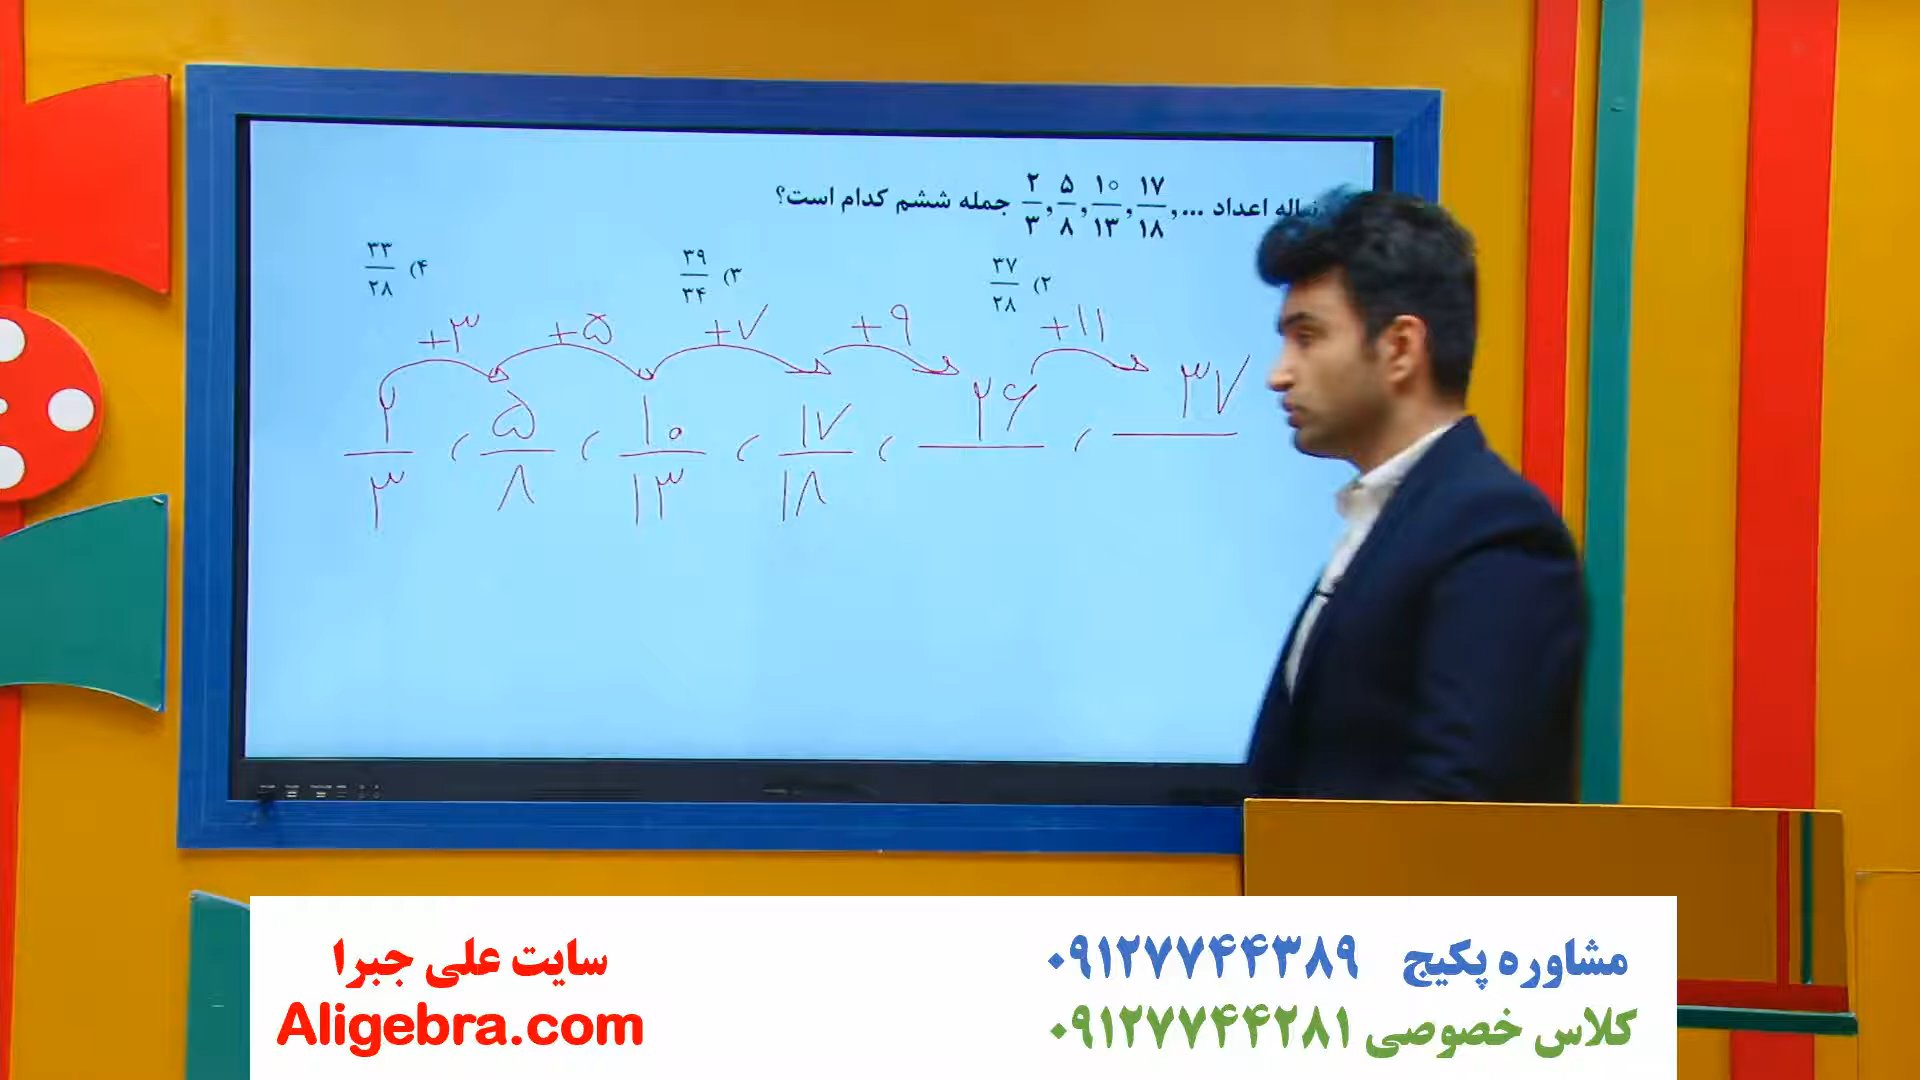 اعداد ... , ۱۷/۱۸ , ۱۰/۱۳ , ۵/۸ , ۲/۳ جمله ششم کدام است؟
۲) ۳۷/۲۸
۳) ۳۹/۳۴
۴) ۳۳/۲۸
+۳ +۵ +۷ +۹ +۱۱
۲ ، ۵ ، ۱۰ ، ۱۷ ، ۲۶ ، ۳۷
۳ ۸ ۱۳ ۱۸
مشاوره پکیج ۰۹۱۲۷۷۴۴۳۸۹
کلاس خصوصی ۰۹۱۲۷۷۴۴۲۸۱
سایت علی جبرا
Aligebra.com